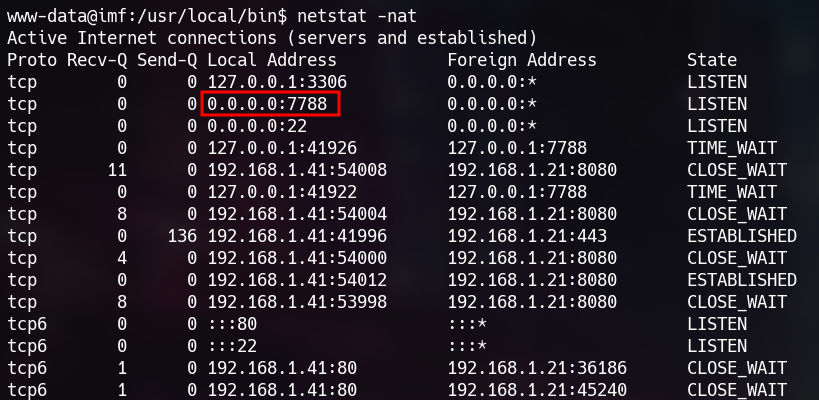 www-data@imf:/usr/local/bin$ netstat -nat
Active Internet connections (servers and established)
Proto Recv-Q Send-Q Local Address           Foreign Address         State
tcp        0      0 127.0.0.1:3306          0.0.0.0:*               LISTEN
tcp        0      0 0.0.0.0:7788            0.0.0.0:*               LISTEN
tcp        0      0 0.0.0.0:22              0.0.0.0:*               LISTEN
tcp        0      0 127.0.0.1:41926         127.0.0.1:7788          TIME_WAIT
tcp       11      0 192.168.1.41:54008      192.168.1.21:8080       CLOSE_WAIT
tcp        0      0 127.0.0.1:41922         127.0.0.1:7788          TIME_WAIT
tcp        8      0 192.168.1.41:54004      192.168.1.21:8080       CLOSE_WAIT
tcp        0    136 192.168.1.41:41996      192.168.1.21:443        ESTABLISHED
tcp        4      0 192.168.1.41:54000      192.168.1.21:8080       CLOSE_WAIT
tcp        0      0 192.168.1.41:54012      192.168.1.21:8080       ESTABLISHED
tcp        8      0 192.168.1.41:53998      192.168.1.21:8080       CLOSE_WAIT
tcp6       0      0 :::80                   :::*                    LISTEN
tcp6       0      0 :::22                   :::*                    LISTEN
tcp6       1      0 192.168.1.41:80         192.168.1.21:36186      CLOSE_WAIT
tcp6       1      0 192.168.1.41:80         192.168.1.21:45240      CLOSE_WAIT